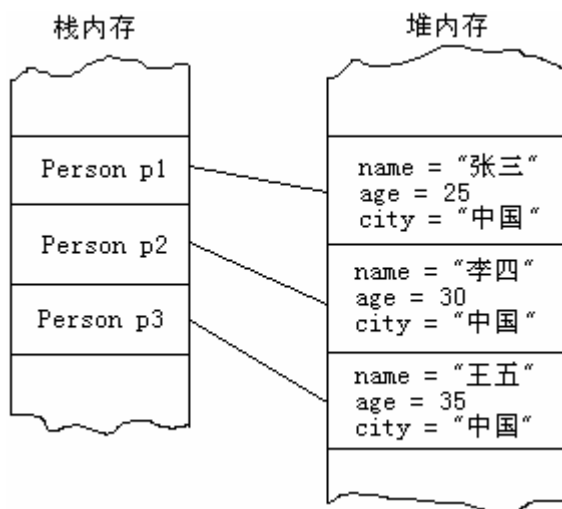 栈内存
堆内存
Person p1
Person p2
Person p3
name = "张三"
age = 25
city = "中国"
name = "李四"
age = 30
city = "中国"
name = "王五"
age = 35
city = "中国"